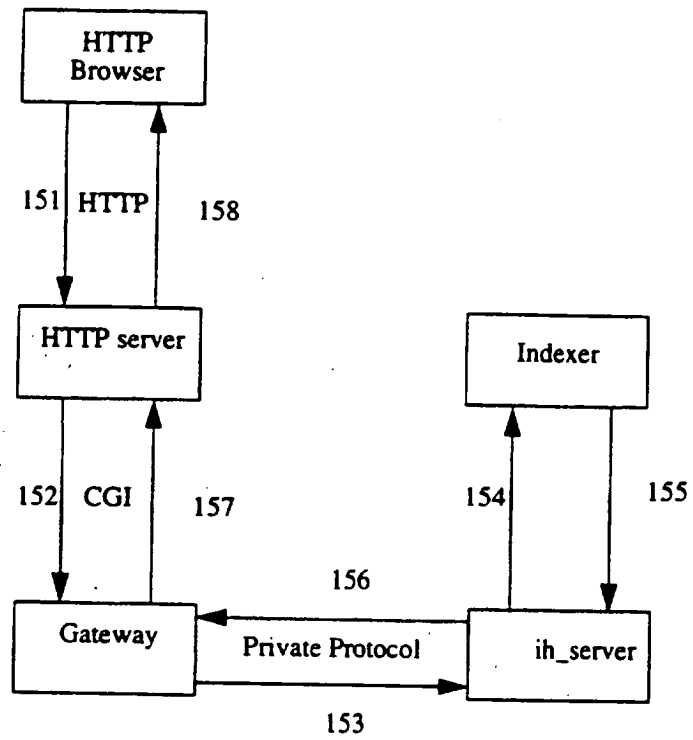 HTTP
Browser
151
HTTP
158
HTTP server
Indexer
152
CGI
157
154
155
156
Gateway
Private Protocol
ih_server
153